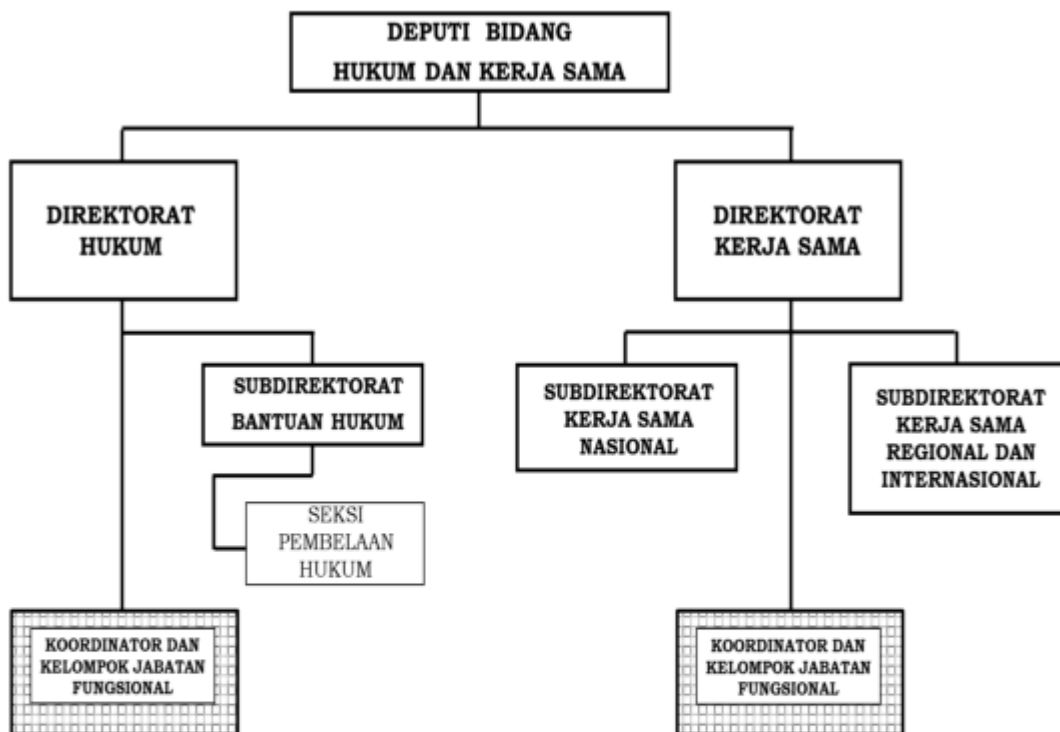 DEPUTI BIDANG
HUKUM DAN KERJA SAMA
DIREKTORAT
HUKUM
DIREKTORAT
KERJA SAMA
SUBDIREKTORAT
BANTUAN HUKUM
SUBDIREKTORAT
KERJA SAMA
NASIONAL
SUBDIREKTORAT
KERJA SAMA
REGIONAL DAN
INTERNASIONAL
SEKSI
PEMBELAAN
HUKUM
KOORDINATOR DAN
KELOMPOK JABATAN
FUNGSIONAL
KOORDINATOR DAN
KELOMPOK JABATAN
FUNGSIONAL